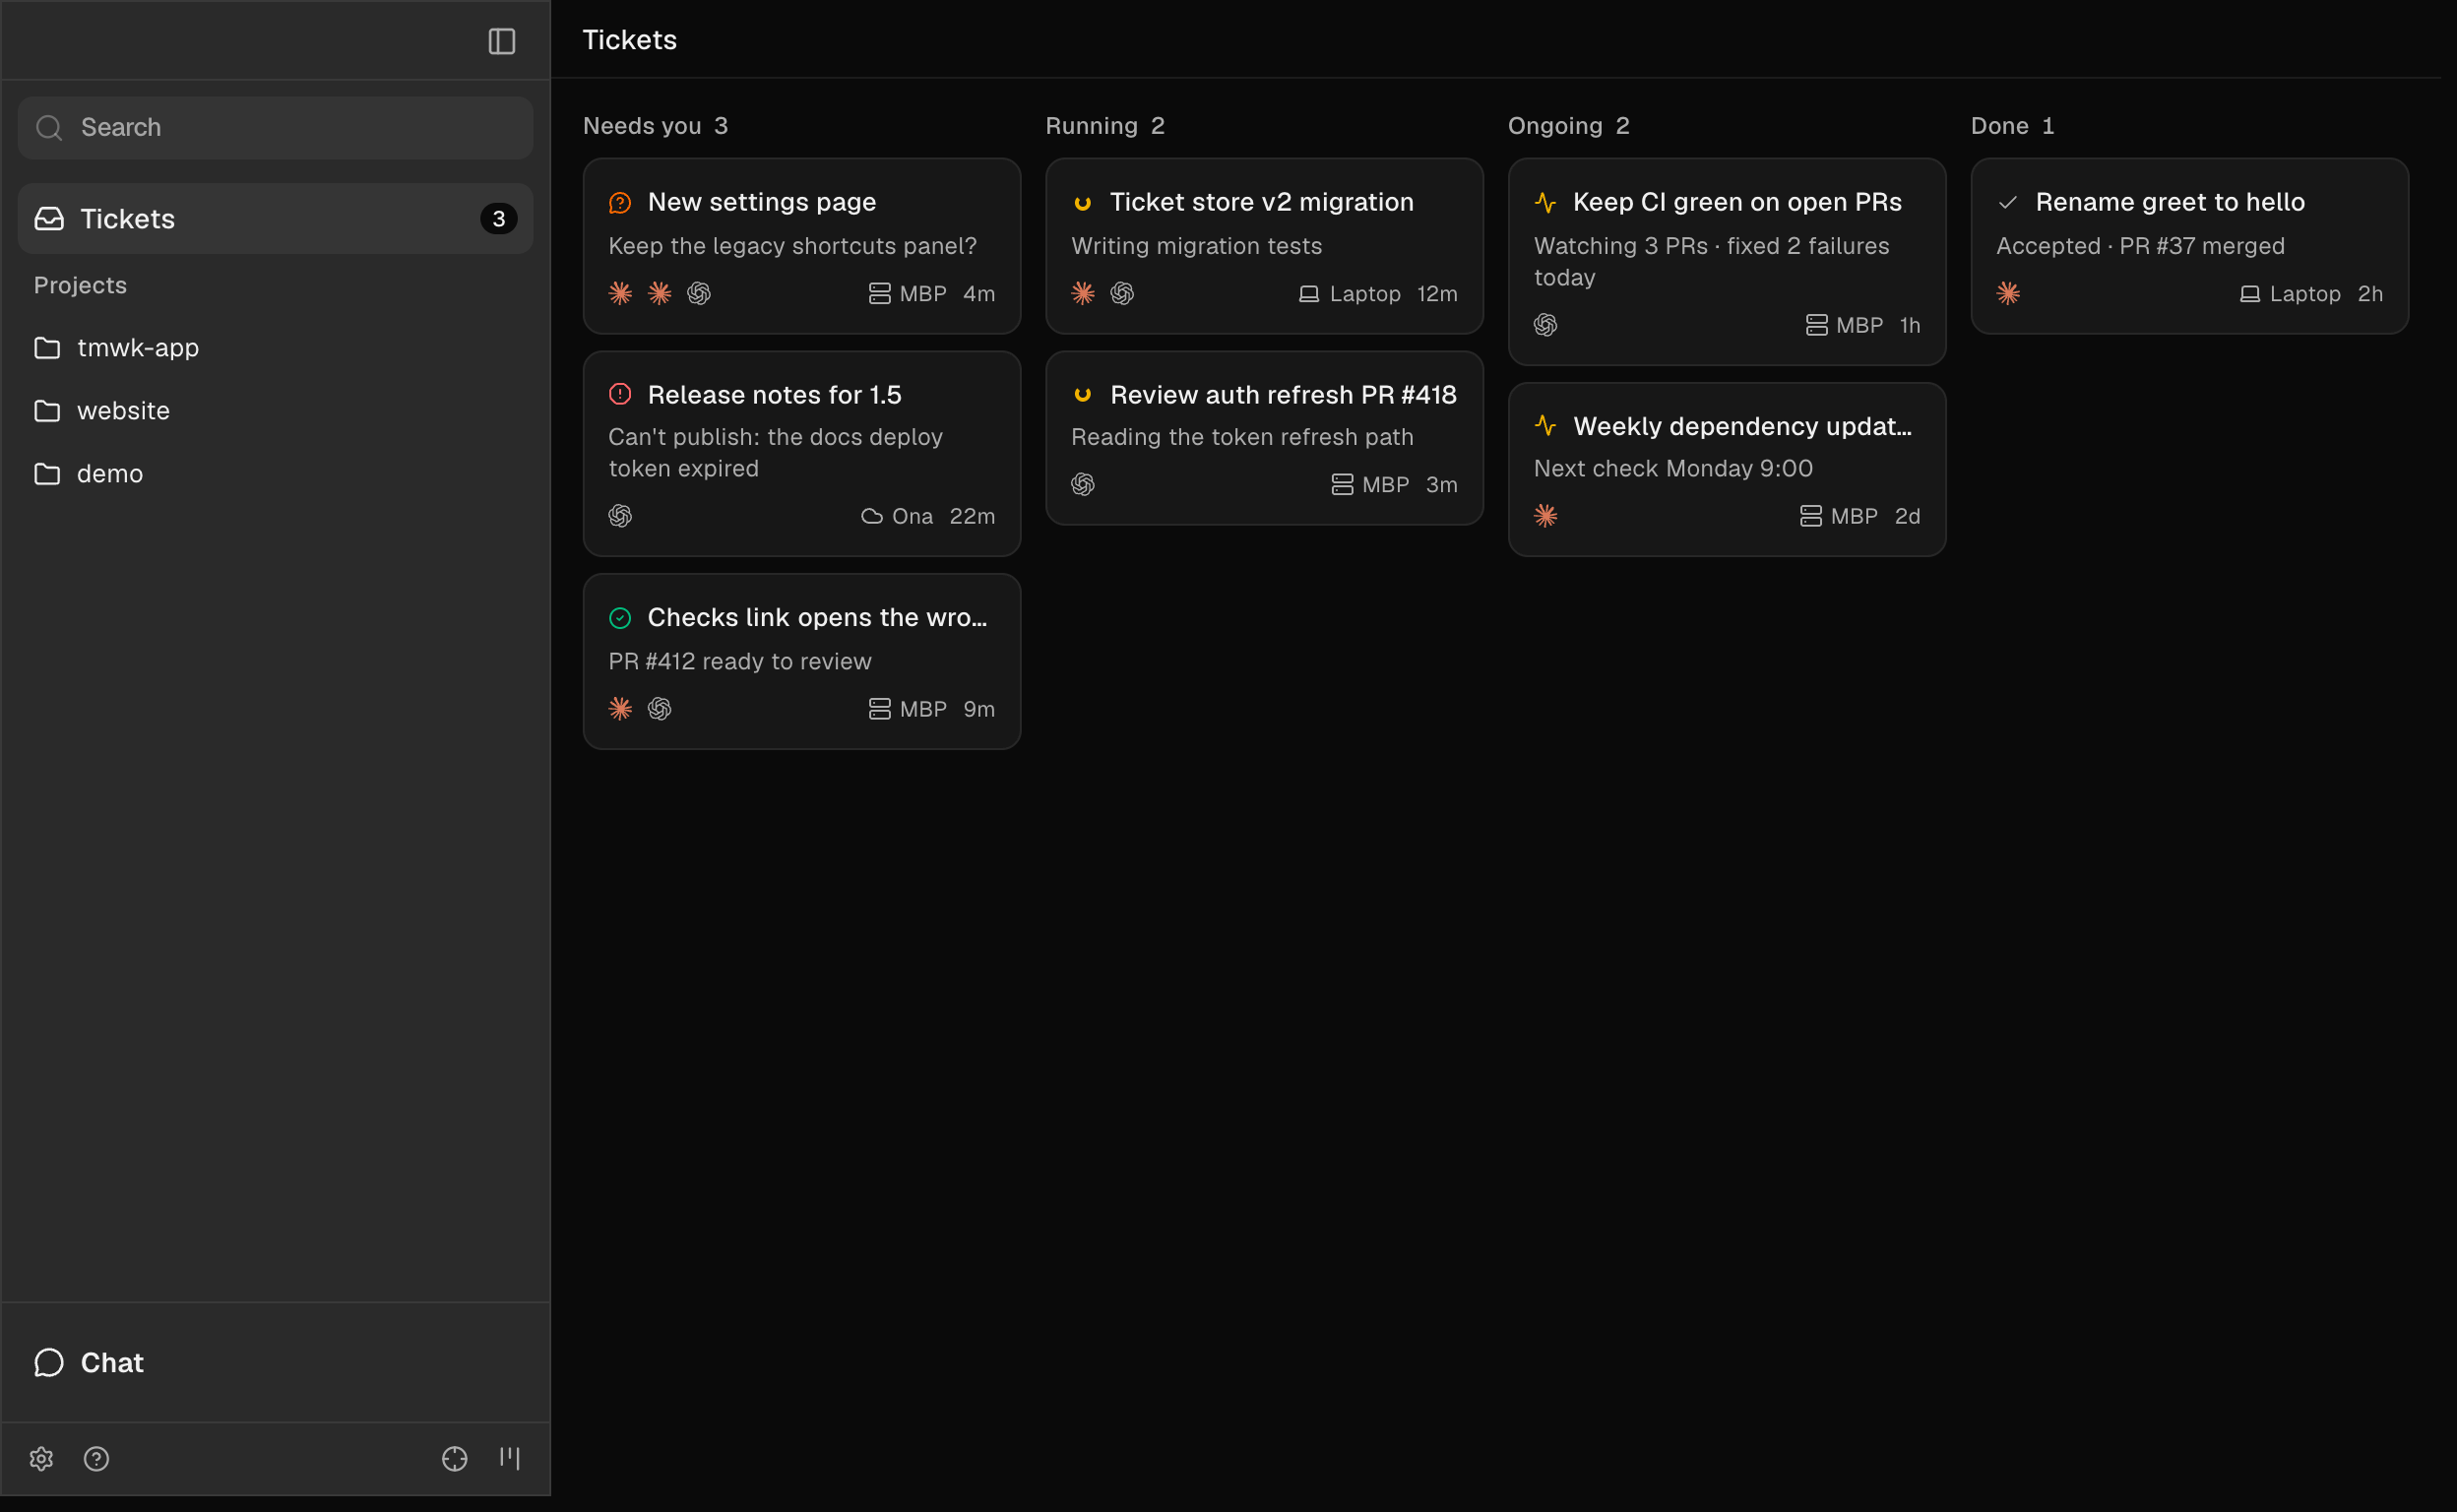 Search
Tickets 3
Projects
tmwk-app
website
demo
Chat
Tickets
Needs you 3
New settings page
Keep the legacy shortcuts panel?
MBP 4m
Release notes for 1.5
Can't publish: the docs deploy
token expired
Ona 22m
Checks link opens the wro...
PR #412 ready to review
MBP 9m
Running 2
Ticket store v2 migration
Writing migration tests
Laptop 12m
Review auth refresh PR #418
Reading the token refresh path
MBP 3m
Ongoing 2
Keep CI green on open PRs
Watching 3 PRs · fixed 2 failures
today
MBP 1h
Weekly dependency updat...
Next check Monday 9:00
MBP 2d
Done 1
Rename greet to hello
Accepted · PR #37 merged
Laptop 2h